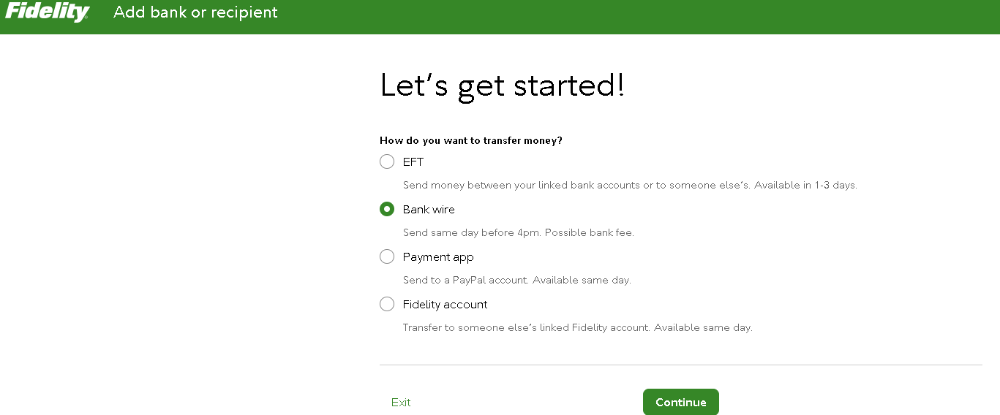 Fidelity
Add bank or recipient
Let's get started!
How do you want to transfer money?
EFT
Send money between your linked bank accounts or to someone else's. Available in 1-3 days.
Bank wire
Send same day before 4pm. Possible bank fee.
Payment app
Send to a PayPal account. Available same day.
Fidelity account
Transfer to someone else's linked Fidelity account. Available same day.
Exit
Continue